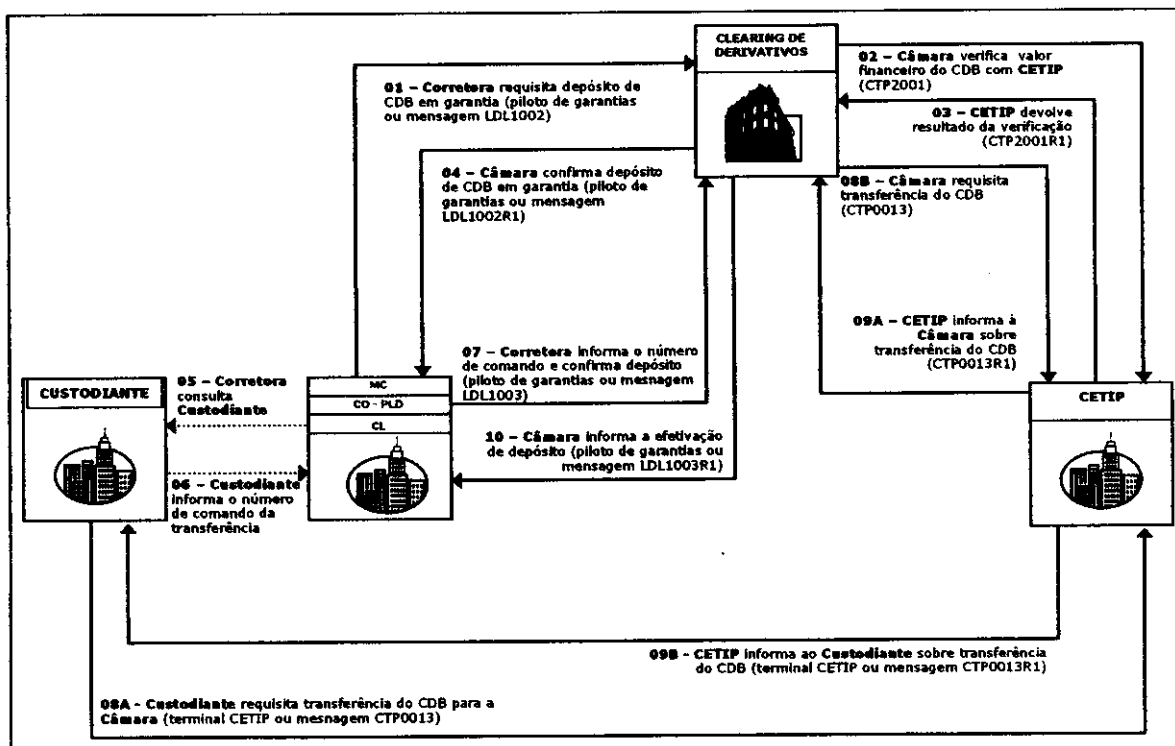 CLEARING DE
DERIVATIVOS
01 – Corretora requisita depósito de
CDB em garantia (piloto de garantias
ou mensagem LDL1002)
02 – Câmara verifica valor
financeiro do CDB com CETIP
(CTP2001)
03 – CETIP devolve
resultado da verificação
(CTP2001R1)
04 – Câmara confirma depósito
de CDB em garantia (piloto de
garantias ou mensagem
LDL1002R1)
08B – Câmara requisita
transferência do CDB
(CTP0013)
09A – CETIP informa à
Câmara sobre
transferência do CDB
(CTP0013R1)
07 – Corretora informa o número
de comando e confirma depósito
(piloto de garantias ou mesnagem
LDL1003)
CUSTODIANTE
05 – Corretora
consulta
Custodiante
MC
CO - PLD
CL
CETIP
10 – Câmara informa a efetivação
de depósito (piloto de garantias ou
mensagem LDL1003R1)
06 – Custodiante
informa o número
de comando da
transferência
09B – CETIP informa ao Custodiante sobre transferência
do CDB (terminal CETIP ou mensagem CTP0013R1)
08A - Custodiante requisita transferência do CDB para a
Câmara (terminal CETIP ou mesnagem CTP0013)